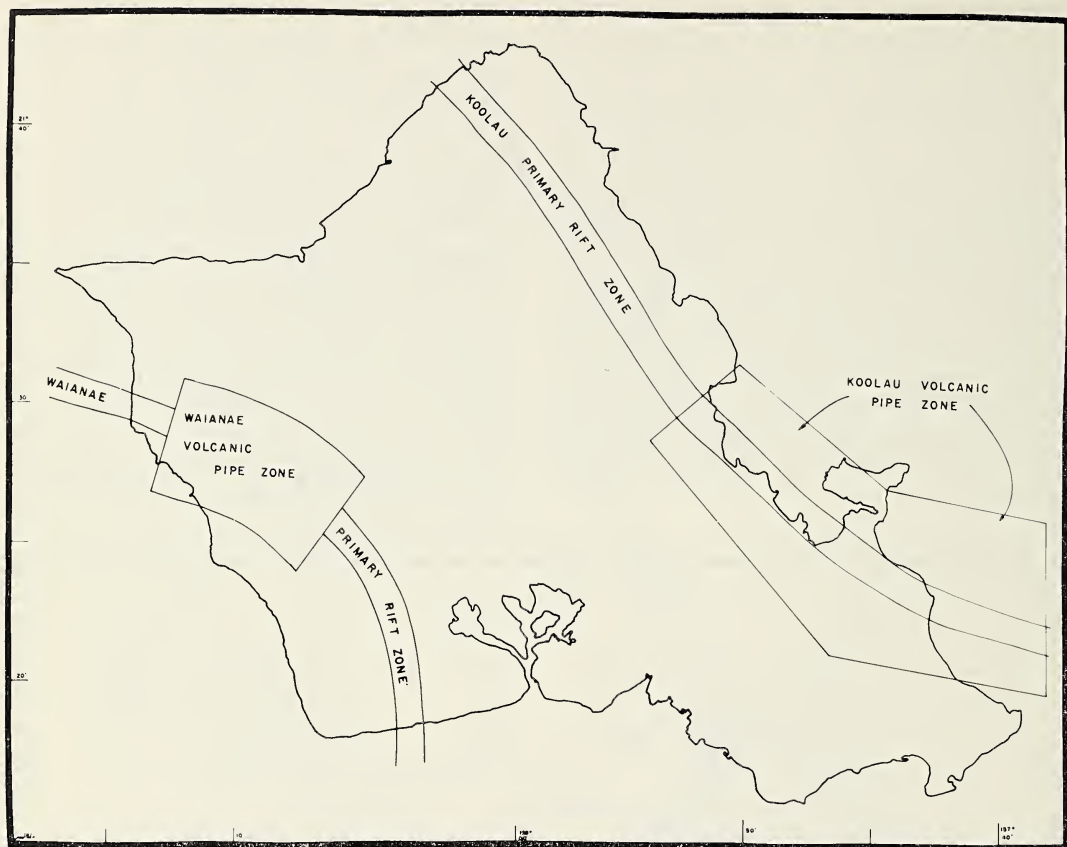 21°
40'
KOOLAU PRIMARY RIFT ZONE
WAIANAE
30
WAIANAE
VOLCANIC
PIPE ZONE
KOOLAU VOLCANIC
PIPE ZONE
PRIMARY RIFT ZONE
20'
10
158°
50'
157°
40'